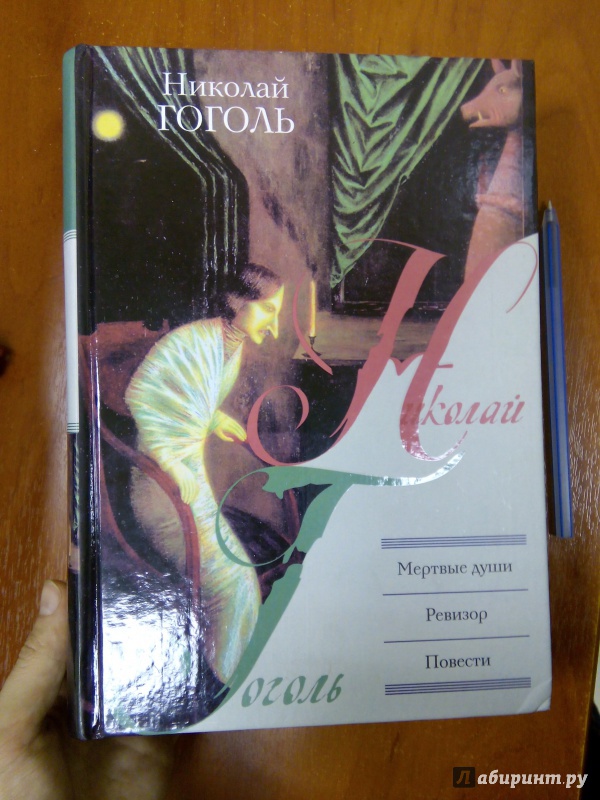 Николай
ГОГОЛЬ
Николай
Гоголь
Мертвые души
Ревизор
Повести
Лабиринт.ру